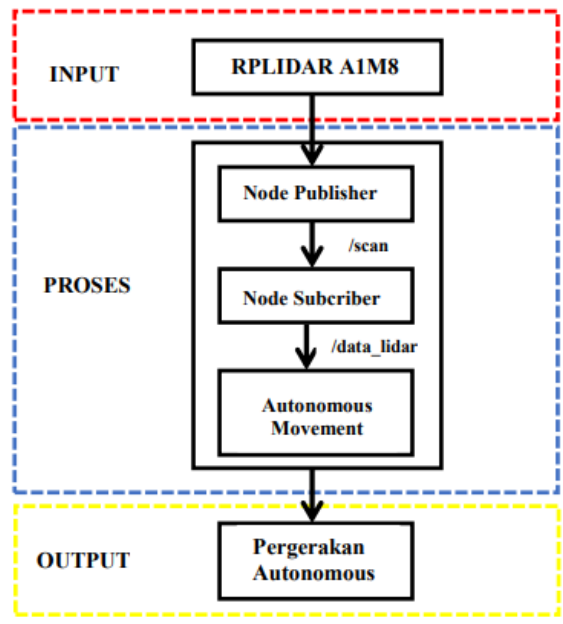 INPUT
RPLIDAR A1M8
Node Publisher
/scan
PROSES
Node Subcriber
/data_lidar
Autonomous
Movement
OUTPUT
Pergerakan
Autonomous